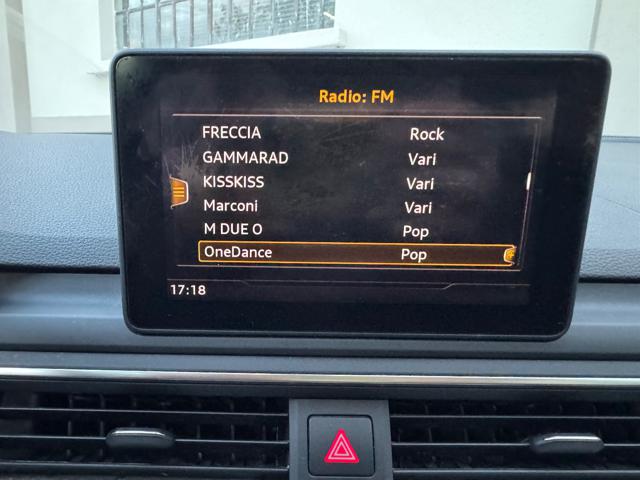 Radio: FM
FRECCIA Rock
GAMMARAD Vari
KISSKISS Vari
Marconi Vari
M DUE O Pop
OneDance Pop
17:18